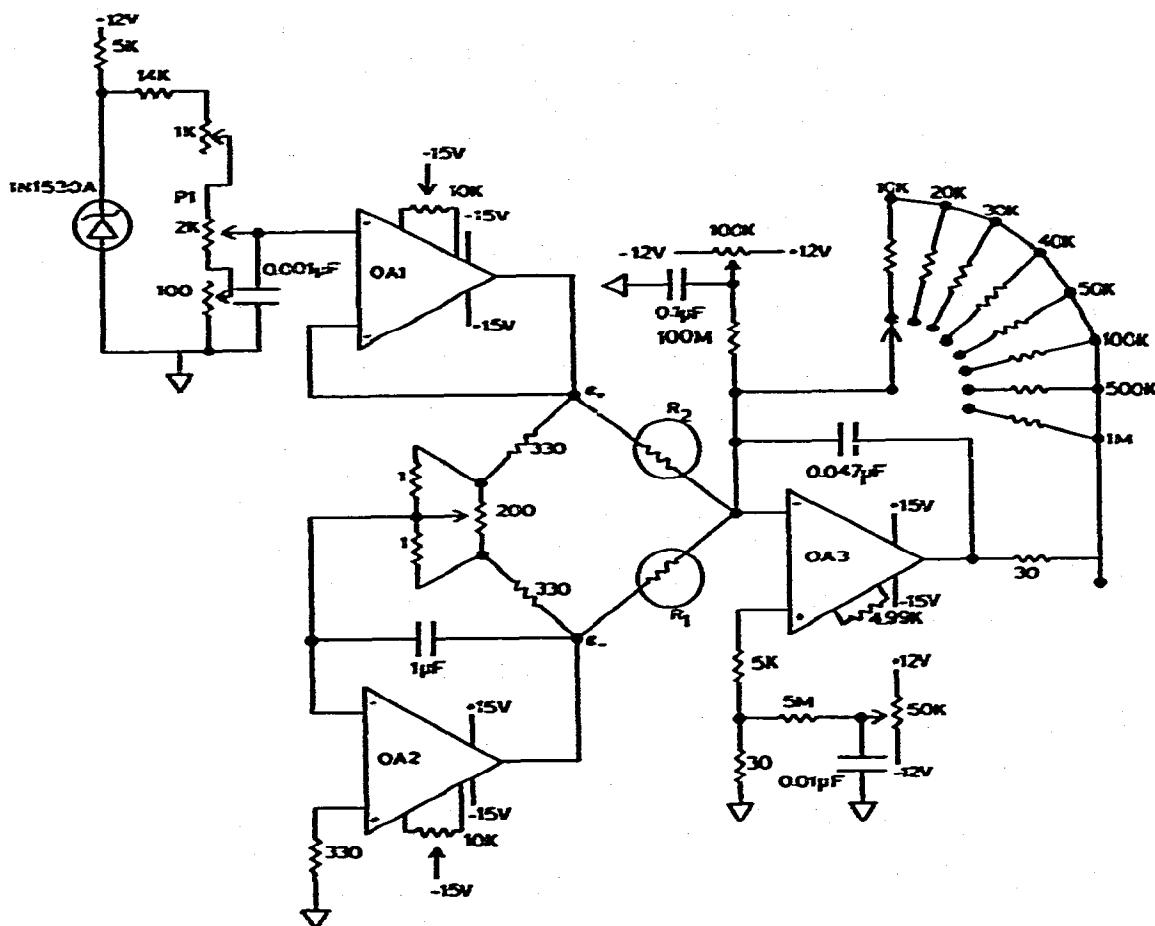 -12V
5K
14K
1K
1N1530A
P1
2K
100
0.001µF
-15V
10K
-15V
OA1
-15V
100K
-12V
+12V
0.1µF
100M
10K
20K
30K
40K
50K
100K
500K
1M
R2
330
1
200
1
330
R1
0.047µF
+15V
OA3
30
-15V
4.99K
1µF
5K
+12V
5M
50K
30
0.01µF
-12V
+15V
OA2
-15V
10K
330
-15V